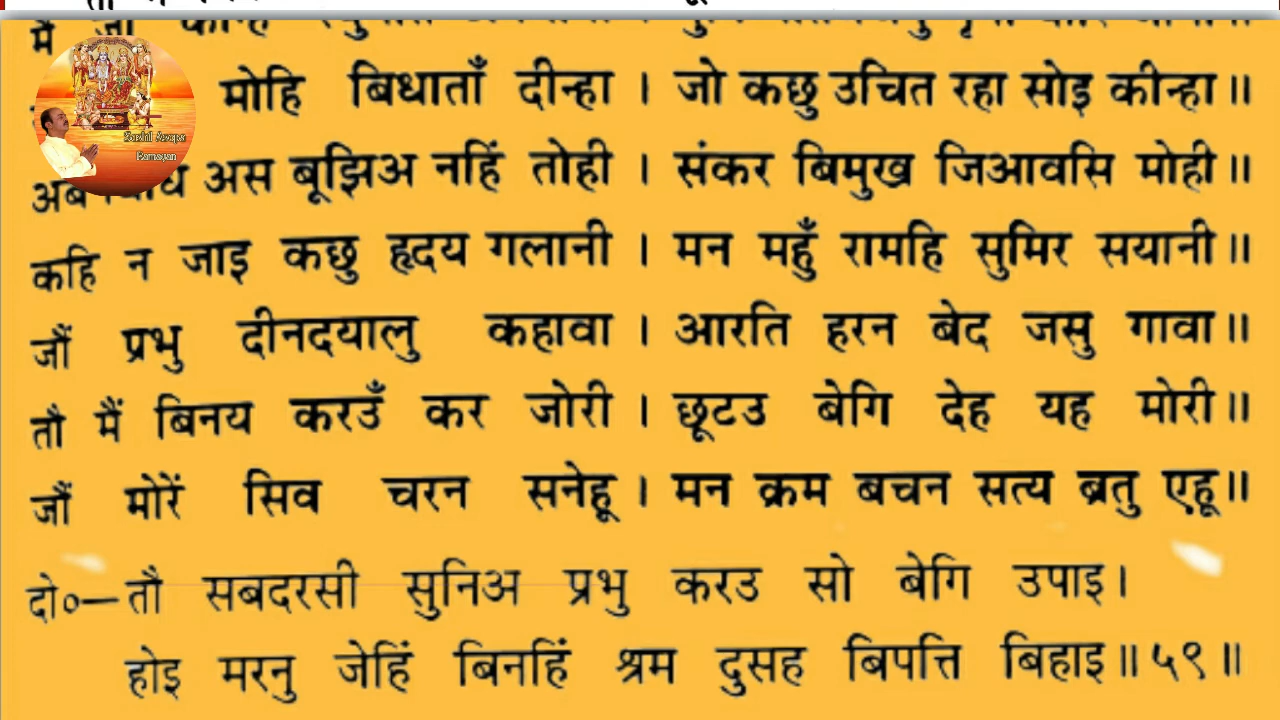 मोहि बिधाताँ दीन्हा । जो कछु उचित रहा सोइ कीन्हा ॥
अस बूझिअ नहिं तोही । संकर बिमुख जिआवसि मोही ॥
कहि न जाइ कछु हृदय गलानी । मन महुँ रामहि सुमिर सयानी ॥
जौं प्रभु दीनदयालु कहावा । आरति हरन बेद जसु गावा ॥
तौ मैं बिनय करउँ कर जोरी । छूटउ बेगि देह यह मोरी ॥
जौं मोरें सिव चरन सनेहू । मन क्रम बचन सत्य ब्रतु एहू ॥
दो०—तौ सबदरसी सुनिअ प्रभु करउ सो बेगि उपाइ ।
होइ मरनु जेहिं बिनहिं श्रम दुसह बिपत्ति बिहाइ ॥ ५९ ॥
Ramayan